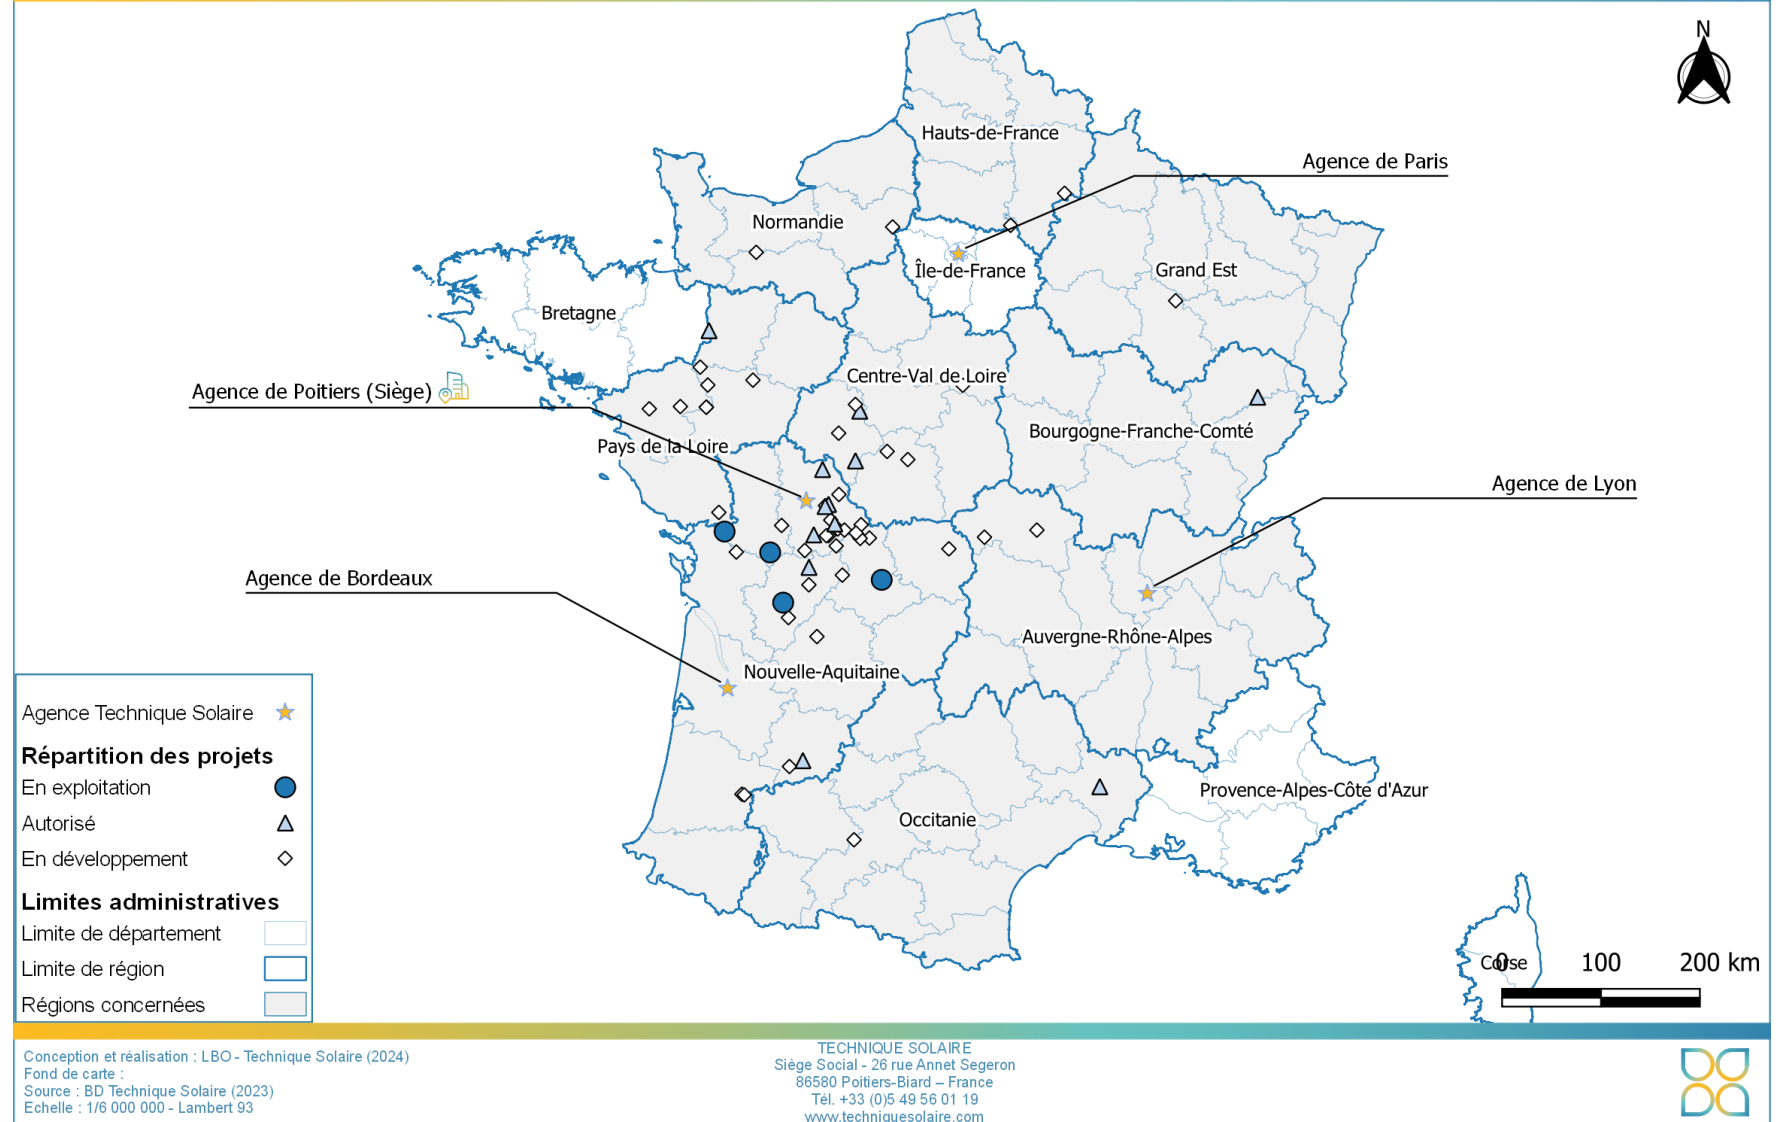 N
Hauts-de-France
Agence de Paris
Normandie
Île-de-France
Grand Est
Bretagne
Agence de Poitiers (Siège)
Centre-Val de Loire
Bourgogne-Franche-Comté
Pays de la Loire
Agence de Lyon
Agence de Bordeaux
Auvergne-Rhône-Alpes
Nouvelle-Aquitaine
Provence-Alpes-Côte d'Azur
Occitanie
Corse
0 100 200 km
Agence Technique Solaire
Répartition des projets
En exploitation
Autorisé
En développement
Limites administratives
Limite de département
Limite de région
Régions concernées
Conception et réalisation : LBO - Technique Solaire (2024)
Fond de carte :
Source : BD Technique Solaire (2023)
Echelle : 1/6 000 000 - Lambert 93
TECHNIQUE SOLAIRE
Siège Social - 26 rue Annet Segeron
86580 Poitiers-Biard – France
Tél. +33 (0)5 49 56 01 19
www.techniquesolaire.com